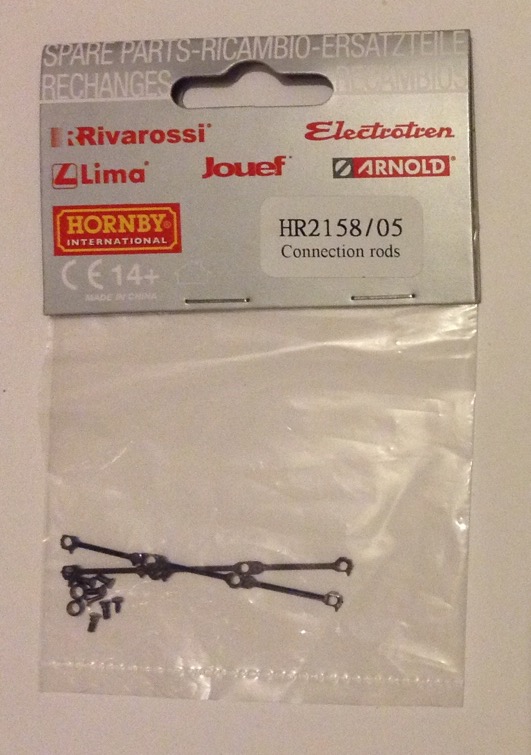 SPARE PARTS-RICAMBIO-ERSATZTEILE
RECHANGES RECAMBIOS
Rivarossi Electrotren
Lima Jouef ARNOLD
HORNBY
INTERNATIONAL
HR2158/05
Connection rods
CE 14+
MADE IN CHINA